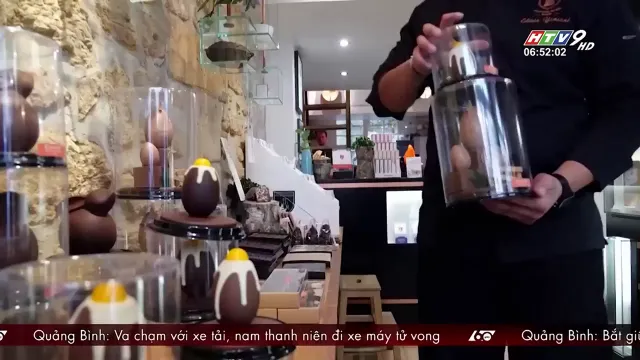 HTV9 HD
06:52:02
Quảng Bình: Va chạm với xe tải, nam thanh niên đi xe máy tử vong 60 Quảng Bình: Bắt